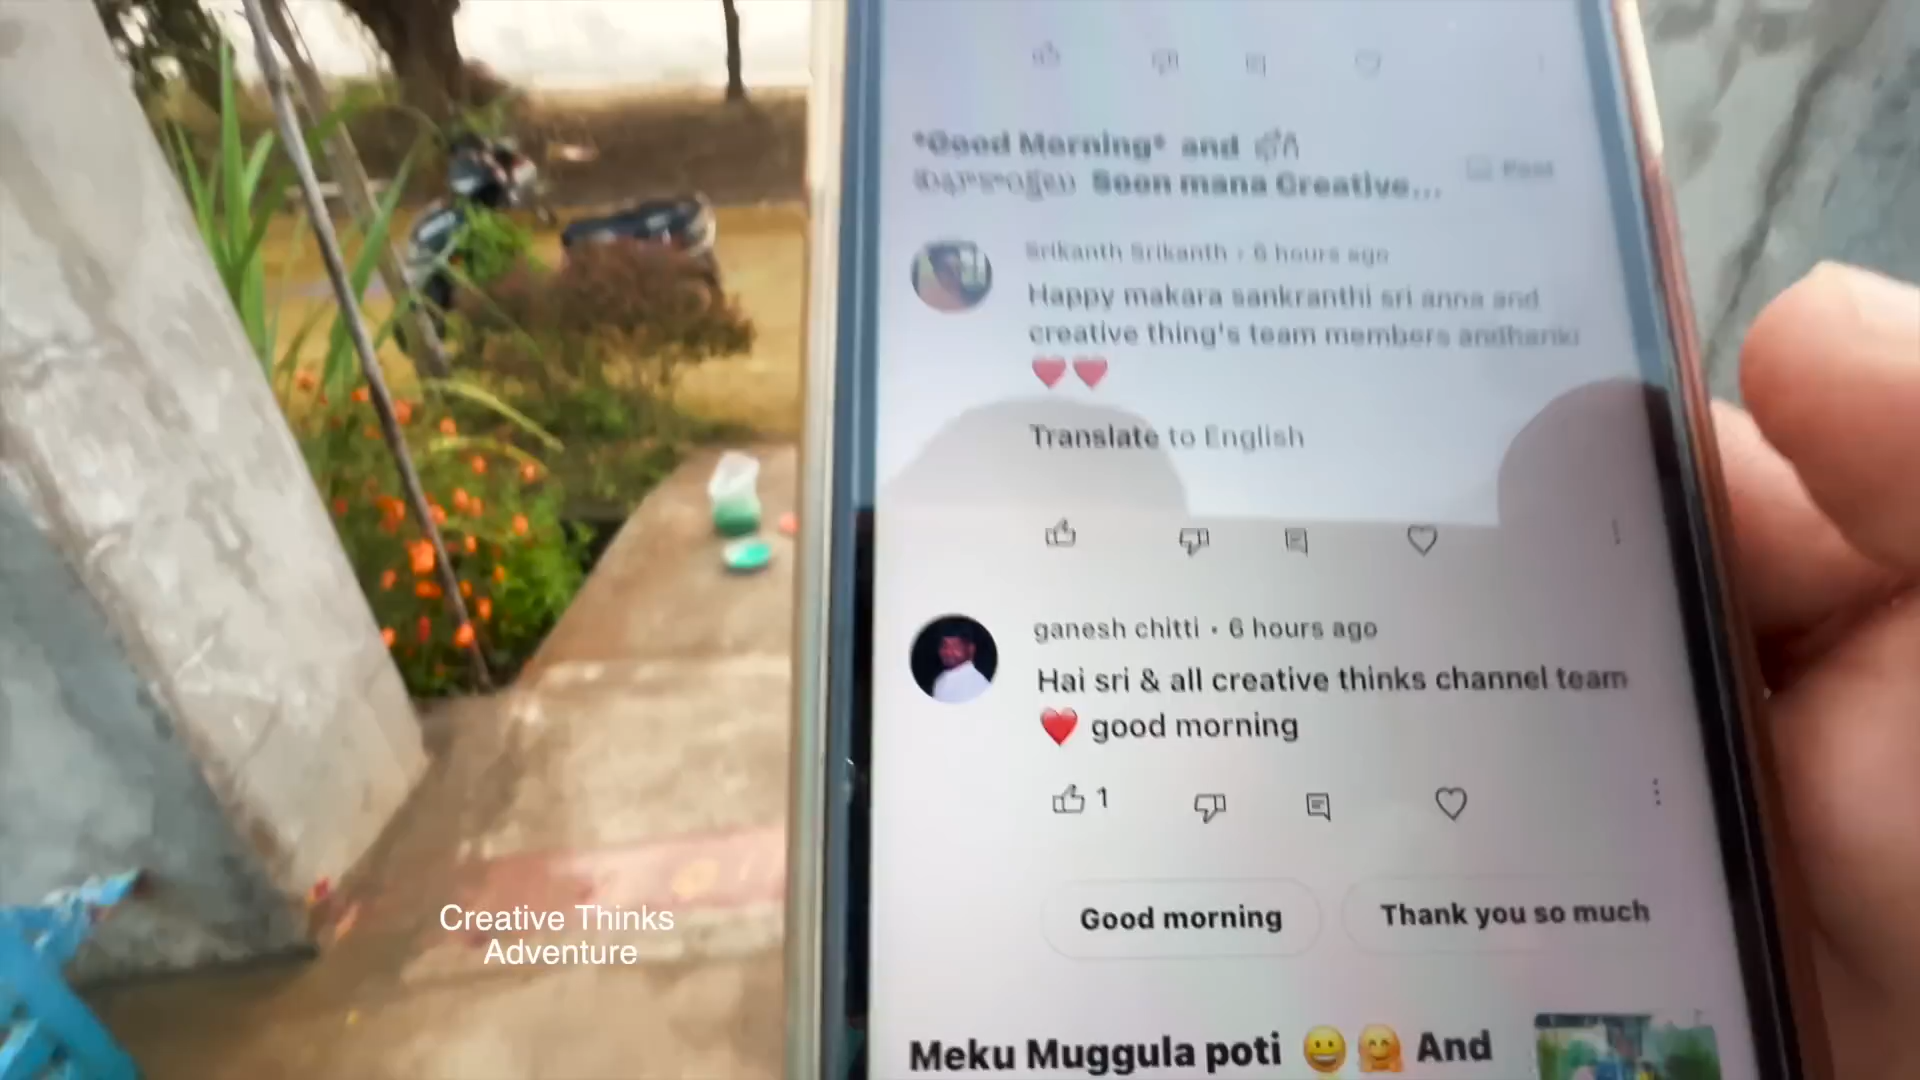 *Good Morning* and
Soon mana Creative...
Post
Srikanth Srikanth • 6 hours ago
Happy makara sankranthi sri anna and
creative thing's team members andhariki
❤️❤️
Translate to English
ganesh chitti • 6 hours ago
Hai sri & all creative thinks channel team
❤️ good morning
1
Good morning
Thank you so much
Creative Thinks
Adventure
Meku Muggula poti 😀🤗 And